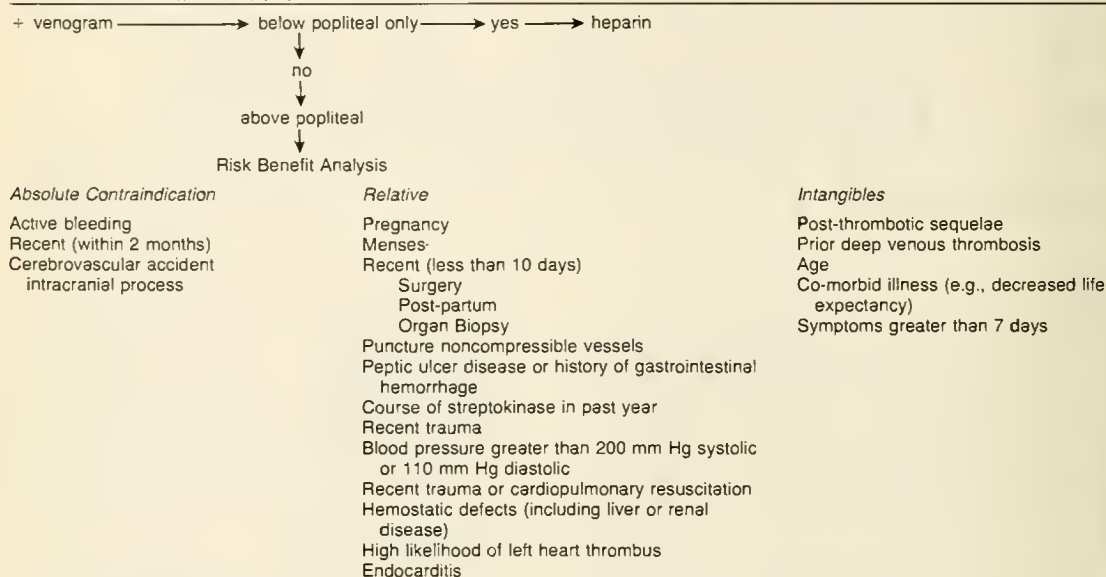 + venogram → below popliteal only → yes → heparin
no
above popliteal
Risk Benefit Analysis
Absolute Contraindication
Active bleeding
Recent (within 2 months)
Cerebrovascular accident
intracranial process
Relative
Pregnancy
Menses
Recent (less than 10 days)
Surgery
Post-partum
Organ Biopsy
Puncture noncompressible vessels
Peptic ulcer disease or history of gastrointestinal
hemorrhage
Course of streptokinase in past year
Recent trauma
Blood pressure greater than 200 mm Hg systolic
or 110 mm Hg diastolic
Recent trauma or cardiopulmonary resuscitation
Hemostatic defects (including liver or renal
disease)
High likelihood of left heart thrombus
Endocarditis
Intangibles
Post-thrombotic sequelae
Prior deep venous thrombosis
Age
Co-morbid illness (e.g., decreased life
expectancy)
Symptoms greater than 7 days